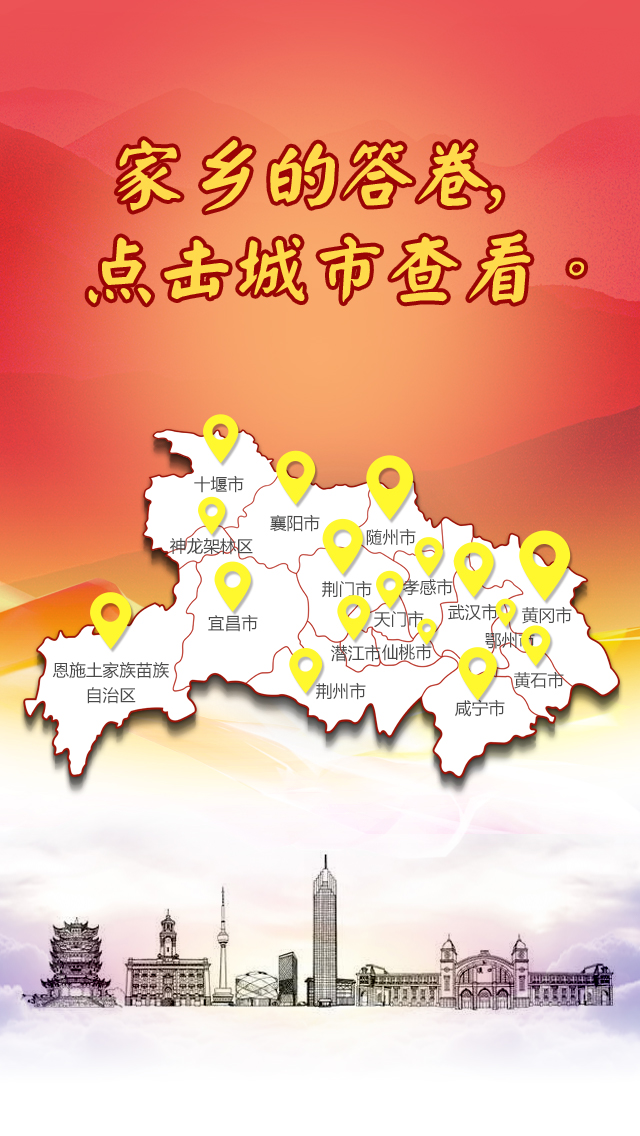 家乡的答卷,
点击城市查看。
十堰市
襄阳市
随州市
神龙架林区
荆门市
孝感市
宜昌市
天门市
武汉市
黄冈市
鄂州市
潜江市
仙桃市
恩施土家族苗族
自治区
黄石市
荆州市
咸宁市